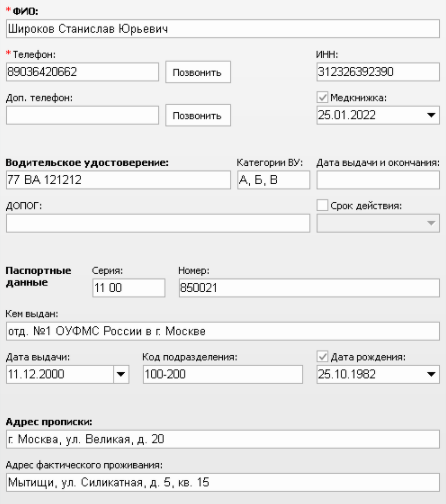 * ФИО:
Широков Станислав Юрьевич
* Телефон: ИНН:
89036420662 Позвонить 312326392390
Доп. телефон: Медкнижка:
Позвонить 25.01.2022
Водительское удостоверение: Категории ВУ: Дата выдачи и окончания:
77 ВА 121212 А, Б, В
ДОПОГ: Срок действия:
Паспортные данные Серия: Номер:
11 00 850021
Кем выдан:
отд. №1 ОУФМС России в г. Москве
Дата выдачи: Код подразделения: Дата рождения:
11.12.2000 100-200 25.10.1982
Адрес прописки:
г. Москва, ул. Великая, д. 20
Адрес фактического проживания:
Мытищи, ул. Силикатная, д. 5, кв. 15